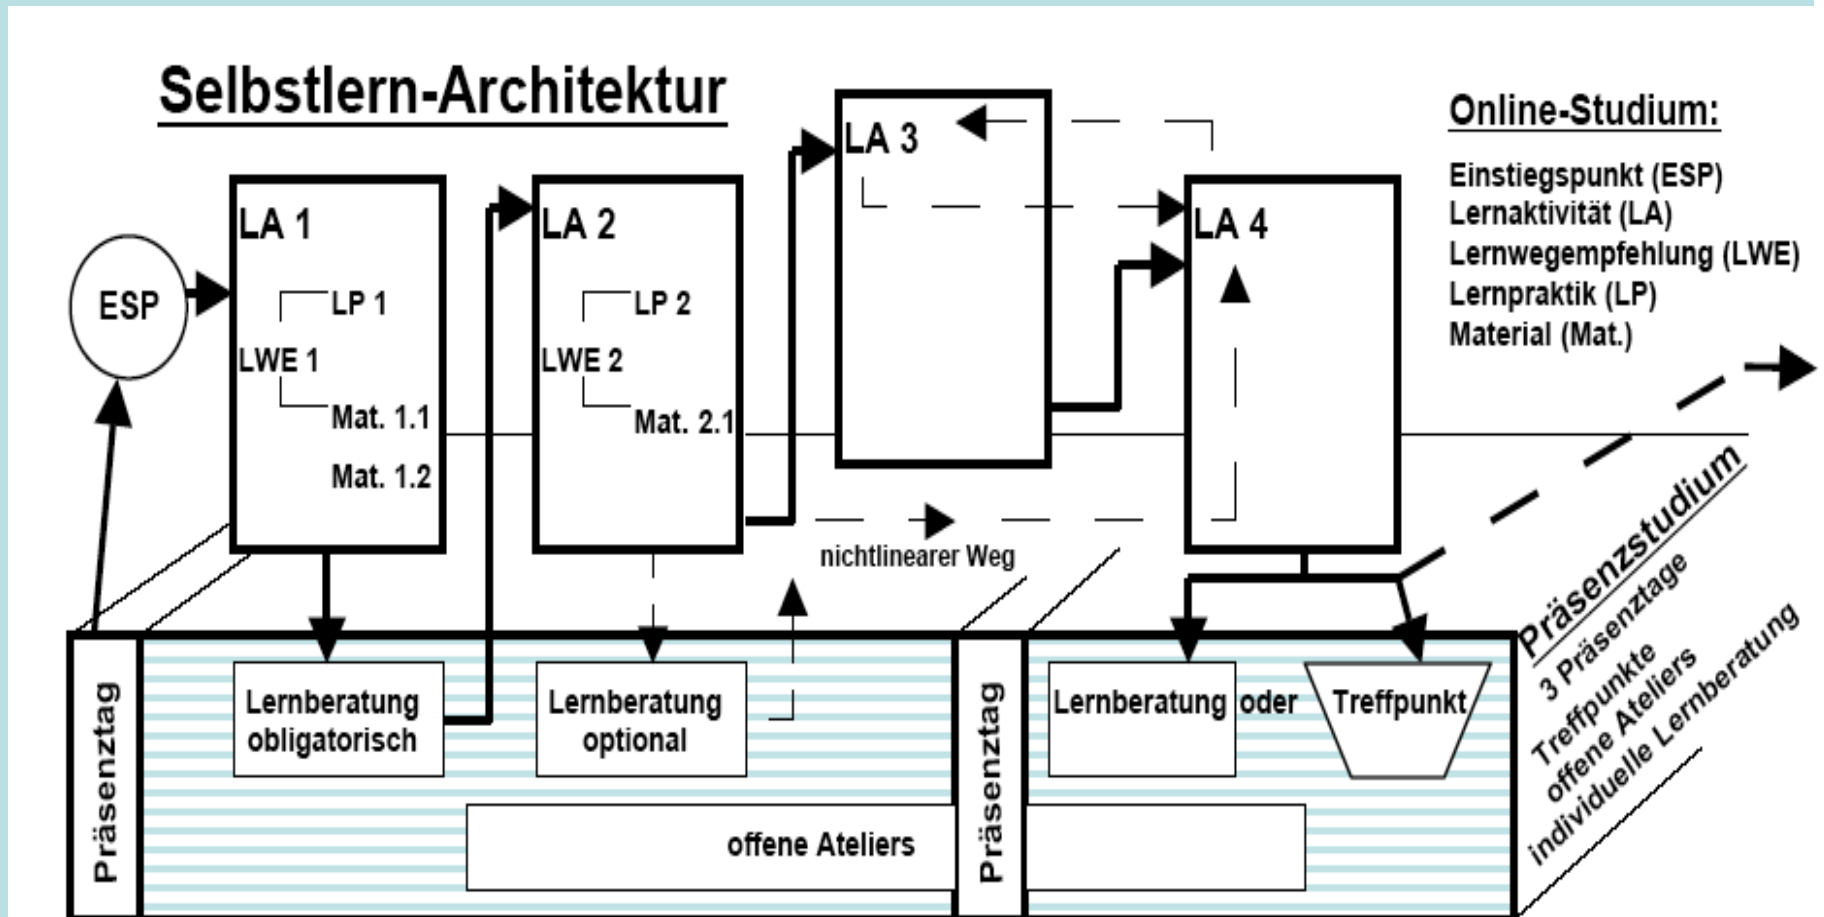 Selbstlern-Architektur
Online-Studium:
Einstiegspunkt (ESP)
Lernaktivität (LA)
Lernwegempfehlung (LWE)
Lernpraktik (LP)
Material (Mat.)
ESP
LA 1
LP 1
LWE 1
Mat. 1.1
Mat. 1.2
LA 2
LP 2
LWE 2
Mat. 2.1
LA 3
LA 4
nichtlinearer Weg
Präsenztag
Lernberatung
obligatorisch
Lernberatung
optional
offene Ateliers
Präsenztag
Lernberatung
oder
Treffpunkt
Präsenzstudium
3 Präsenztage
Treffpunkte
offene Ateliers
individuelle Lernberatung